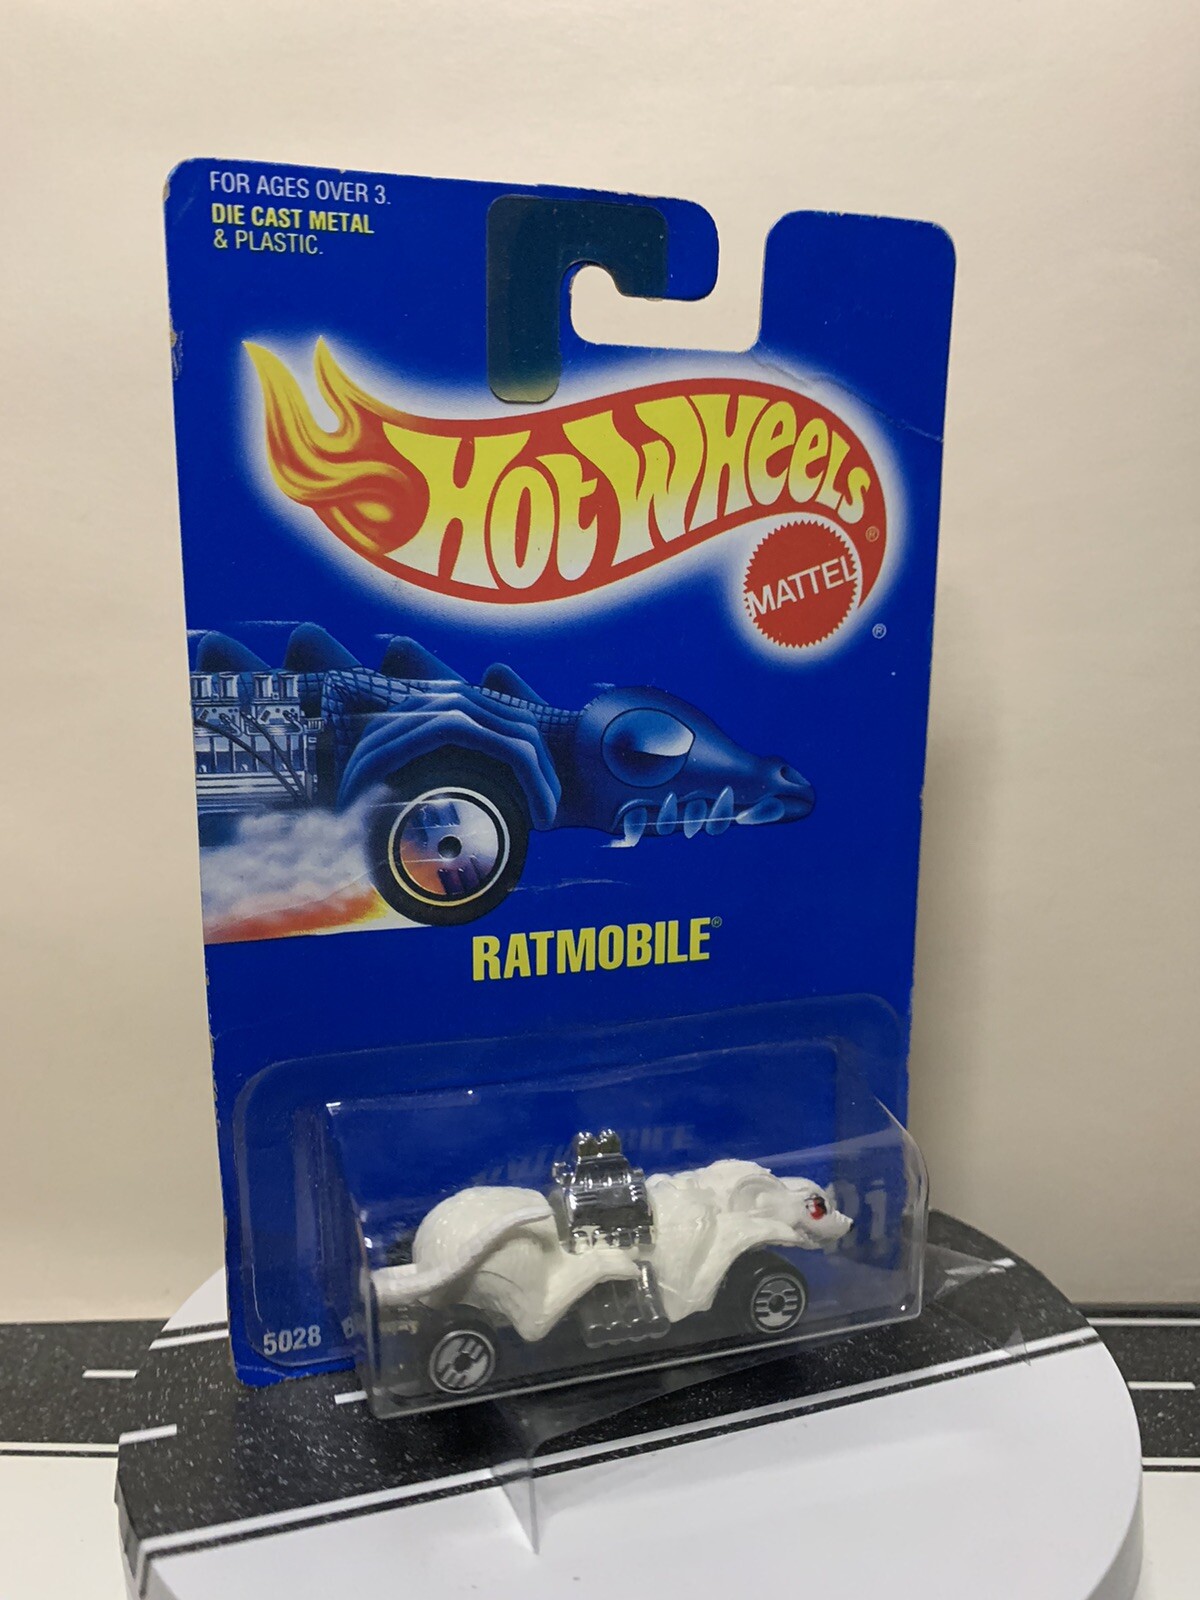 FOR AGES OVER 3.
DIE CAST METAL
& PLASTIC.
HOT WHEELS®
MATTEL
®
RATMOBILE®
5028